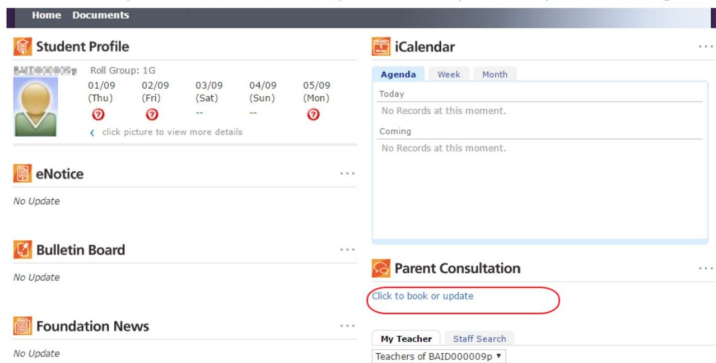 Home Documents
Student Profile
Roll Group: 1G
01/09 02/09 03/09 04/09 05/09
(Thu) (Fri) (Sat) (Sun) (Mon)
? ? -- -- ?
click picture to view more details
eNotice
No Update
Bulletin Board
No Update
Foundation News
No Update
iCalendar
Agenda Week Month
Today
No Records at this moment.
Coming
No Records at this moment.
Parent Consultation
Click to book or update
My Teacher Staff Search
Teachers of BAID000009p